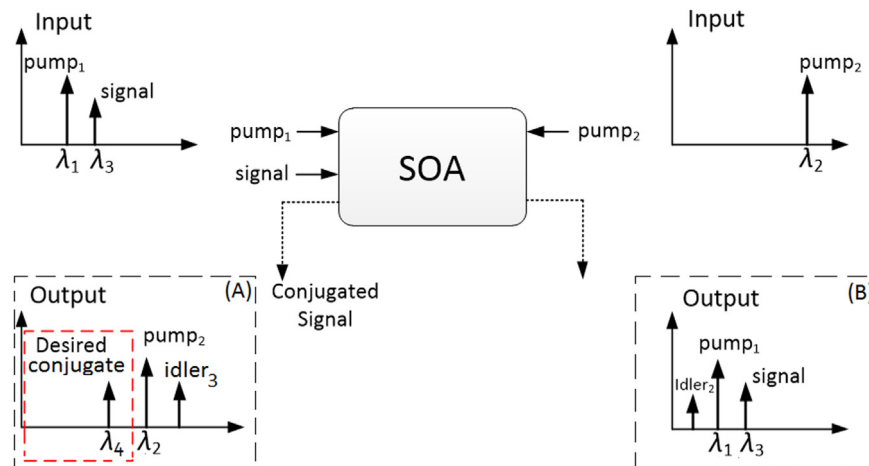 Input
pump₁
signal
λ₁ λ₃
pump₁
signal
SOA
pump₂
Input
pump₂
λ₂
Conjugated
Signal
Output
(A)
Desired
conjugate
pump₂
idler₃
λ₄ λ₂
Output
(B)
pump₁
Idler₂
signal
λ₁ λ₃